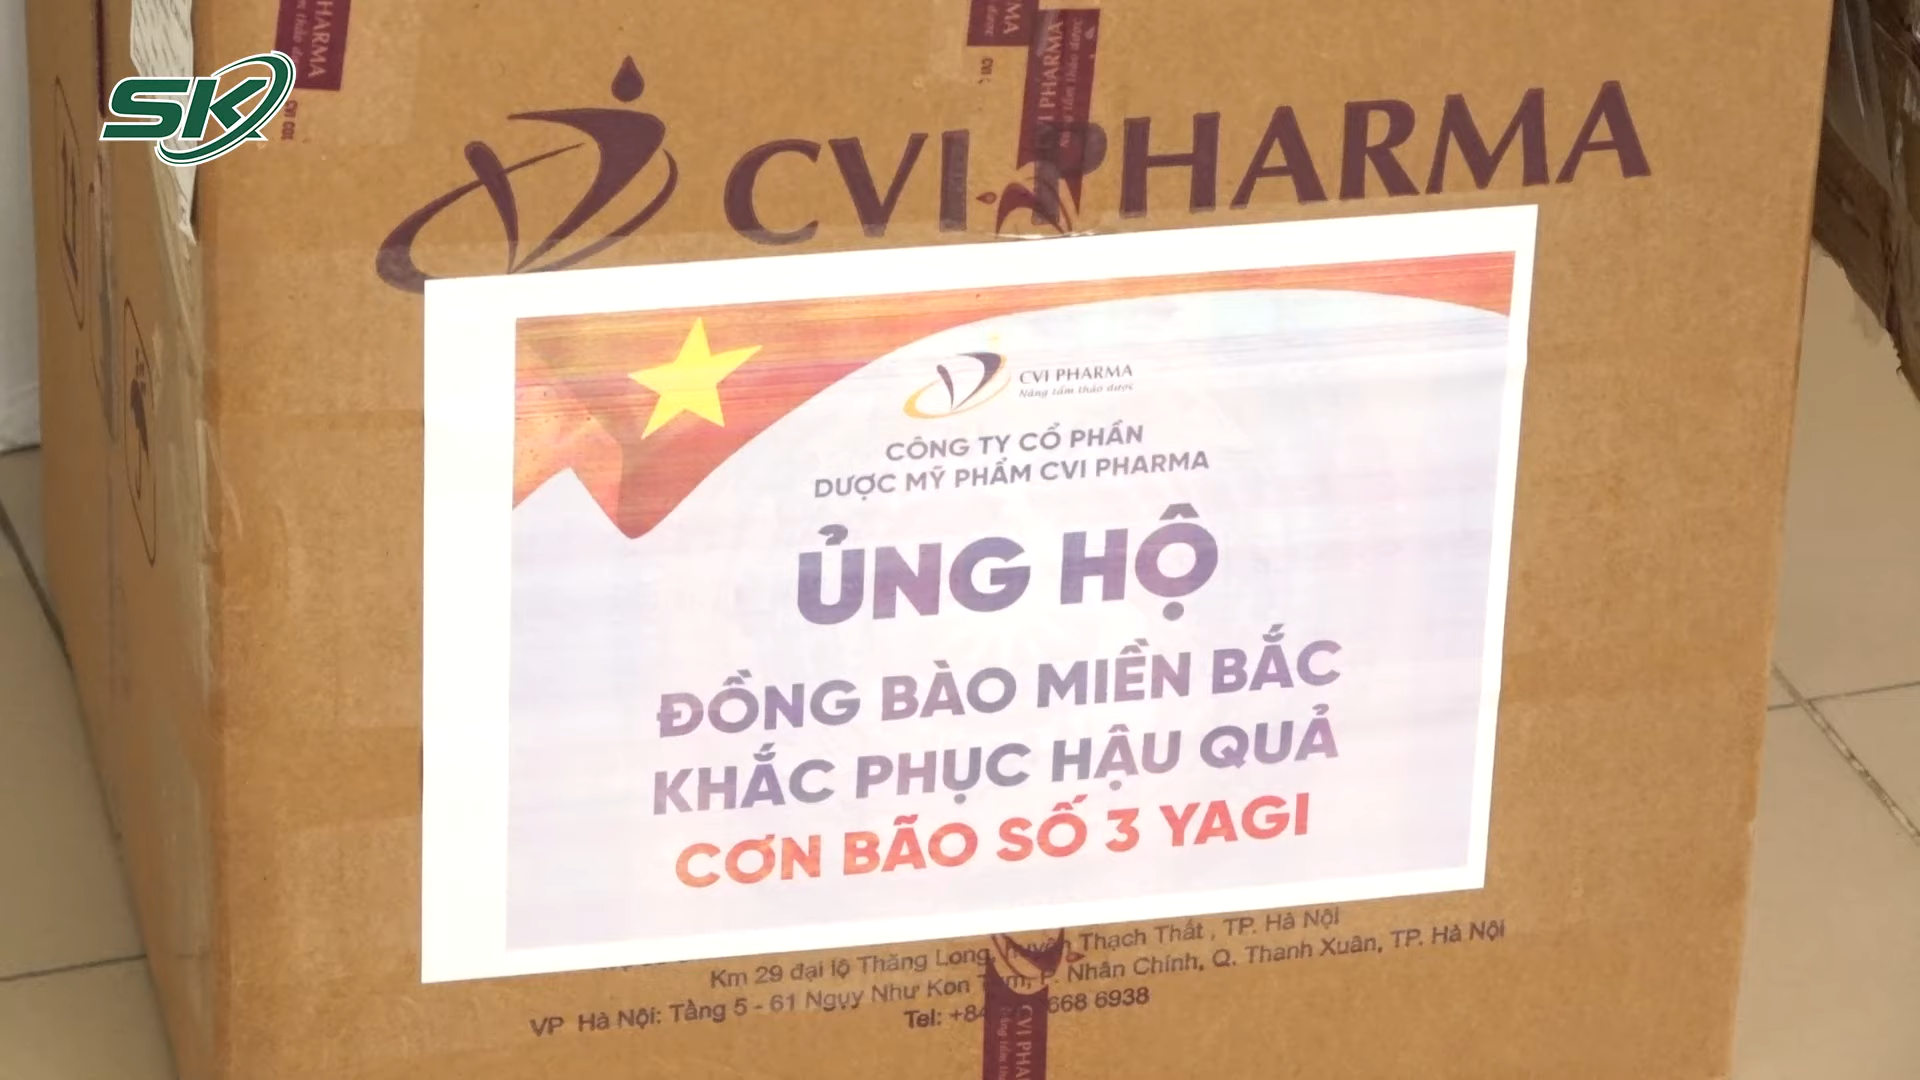 SK
CVI PHARMA
CVI PHARMA
Nâng tầm thảo dược
CÔNG TY CỔ PHẦN
DƯỢC MỸ PHẨM CVI PHARMA
ỦNG HỘ
ĐỒNG BÀO MIỀN BẮC
KHẮC PHỤC HẬU QUẢ
CƠN BÃO SỐ 3 YAGI
Km 29 đại lộ Thăng Long, Thạch Thất, TP. Hà Nội
VP Hà Nội: Tầng 5 - 61 Ngụy Như Kon P. Nhân Chính, Q. Thanh Xuân, TP. Hà Nội
Tel: +84 668 6938